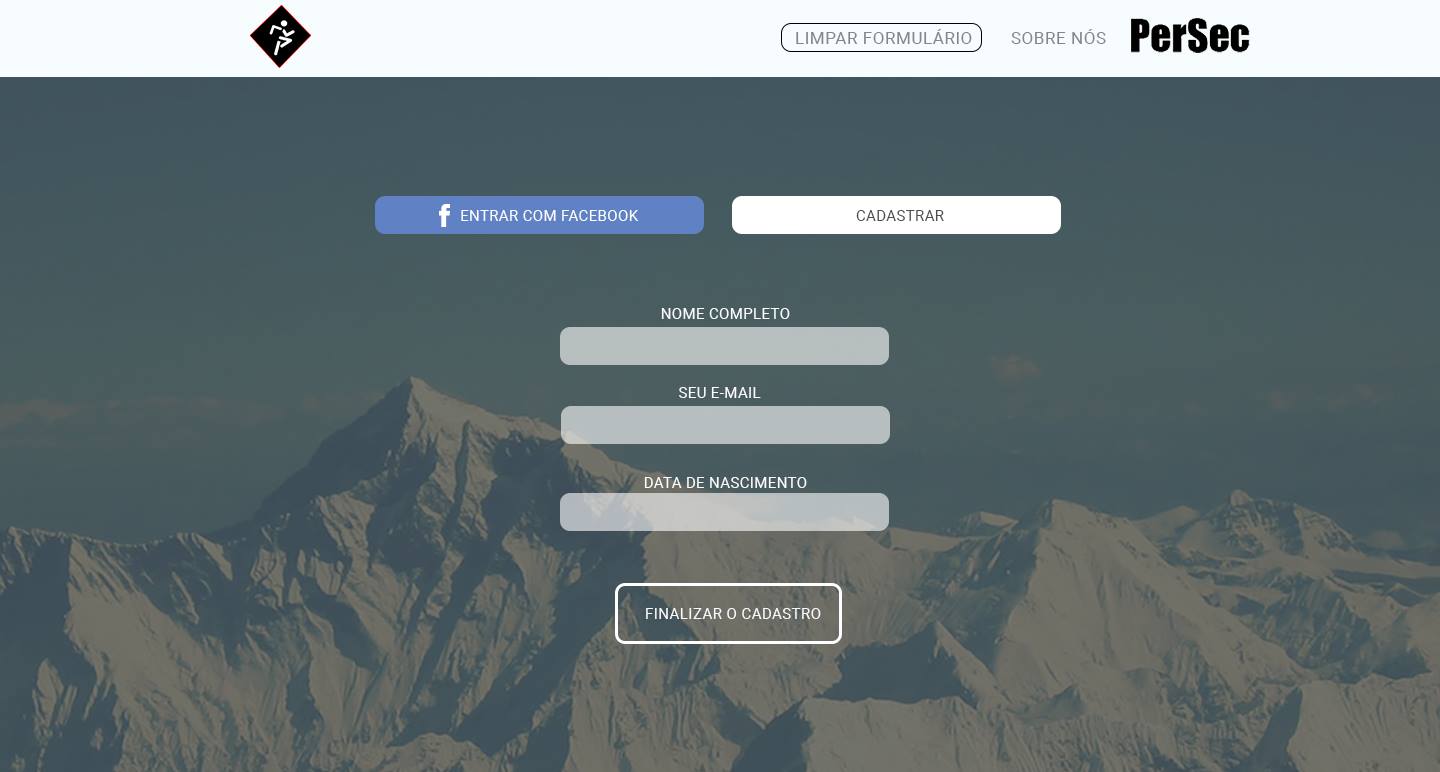 LIMPAR FORMULÁRIO
SOBRE NÓS
PerSec
f ENTRAR COM FACEBOOK
CADASTRAR
NOME COMPLETO
SEU E-MAIL
DATA DE NASCIMENTO
FINALIZAR O CADASTRO